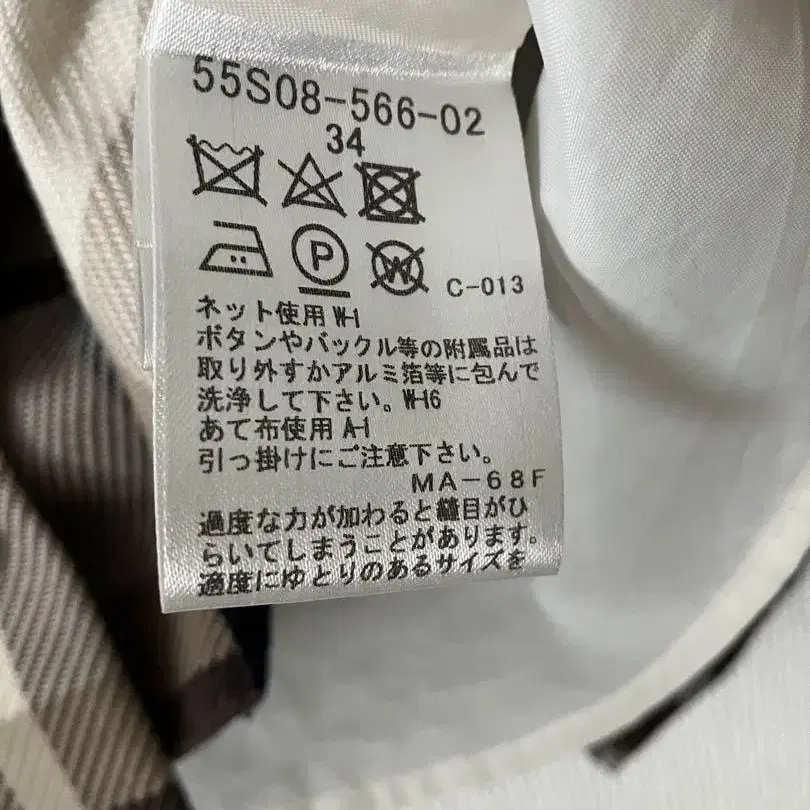 55S08-566-02
34
P W C-013
ネット使用 W-1
ボタンやバックル等の附属品は
取り外すかアルミ箔等に包んで
洗浄して下さい。W-16
あて布使用 A-1
引っ掛けにご注意下さい。
MA-68F
過度な力が加わると縫目がひ
らいてしまうことがあります。
適度にゆとりのあるサイズを